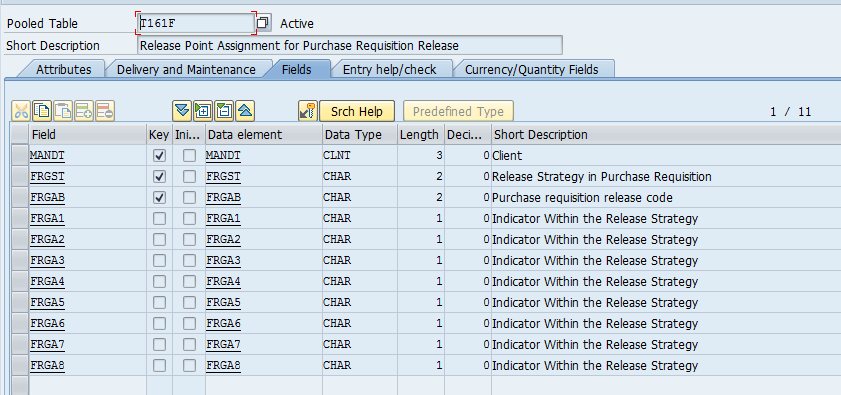 Pooled Table T161F Active
Short Description Release Point Assignment for Purchase Requisition Release
Attributes Delivery and Maintenance Fields Entry help/check Currency/Quantity Fields
Srch Help Predefined Type 1 / 11
Field Key Ini... Data element Data Type Length Deci... Short Description
MANDT MANDT CLNT 3 0 Client
FRGST FRGST CHAR 2 0 Release Strategy in Purchase Requisition
FRGAB FRGAB CHAR 2 0 Purchase requisition release code
FRGA1 FRGA1 CHAR 1 0 Indicator Within the Release Strategy
FRGA2 FRGA2 CHAR 1 0 Indicator Within the Release Strategy
FRGA3 FRGA3 CHAR 1 0 Indicator Within the Release Strategy
FRGA4 FRGA4 CHAR 1 0 Indicator Within the Release Strategy
FRGA5 FRGA5 CHAR 1 0 Indicator Within the Release Strategy
FRGA6 FRGA6 CHAR 1 0 Indicator Within the Release Strategy
FRGA7 FRGA7 CHAR 1 0 Indicator Within the Release Strategy
FRGA8 FRGA8 CHAR 1 0 Indicator Within the Release Strategy